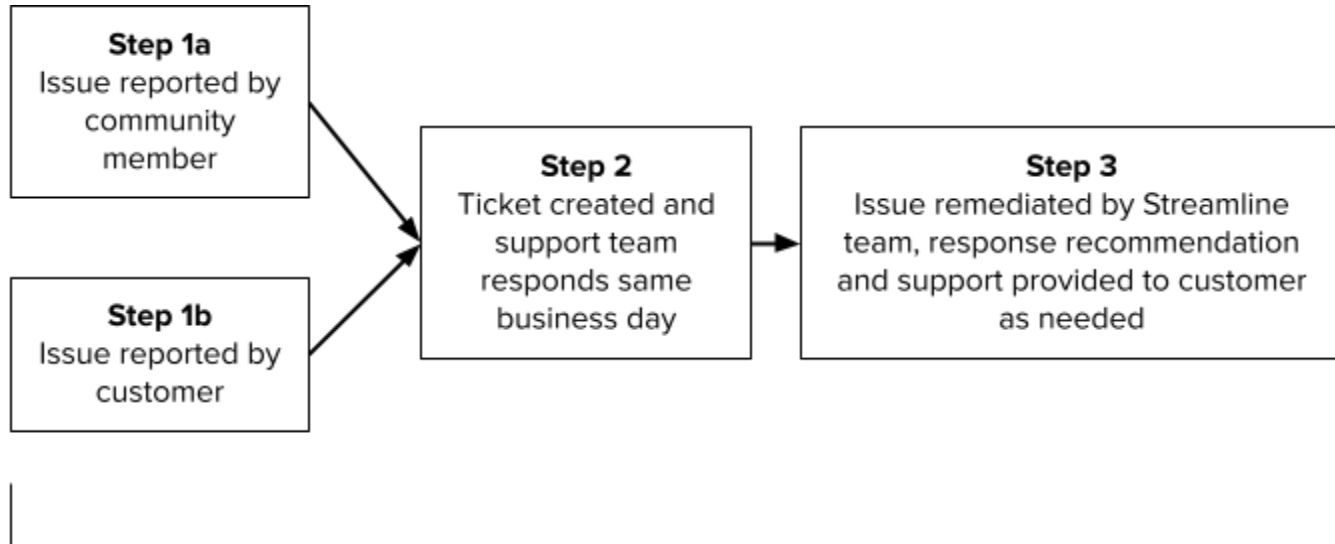 Step 1a
Issue reported by
community
member
Step 1b
Issue reported by
customer
Step 2
Ticket created and
support team
responds same
business day
Step 3
Issue remediated by Streamline
team, response recommendation
and support provided to customer
as needed